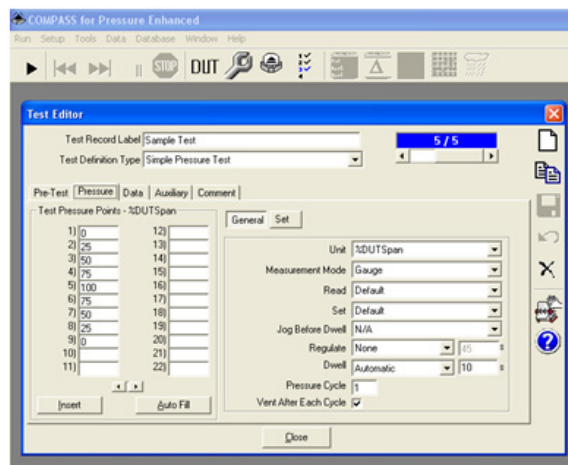 COMPASS for Pressure Enhanced
Run Setup Tools Data Database Window Help
STOP DUT
Test Editor
Test Record Label Sample Test
5 / 5
Test Definition Type Simple Pressure Test
Pre-Test Pressure Data Auxiliary Comment
Test Pressure Points - %DUTSpan
1) 0 12)
2) 25 13)
3) 50 14)
4) 75 15)
5) 100 16)
6) 75 17)
7) 50 18)
8) 25 19)
9) 0 20)
10) 21)
11) 22)
Insert Auto Fill
General Set
Unit %DUTSpan
Measurement Mode Gauge
Read Default
Set Default
Jog Before Dwell N/A
Regulate None 45 s
Dwell Automatic 10 s
Pressure Cycle 1
Vent After Each Cycle
Close